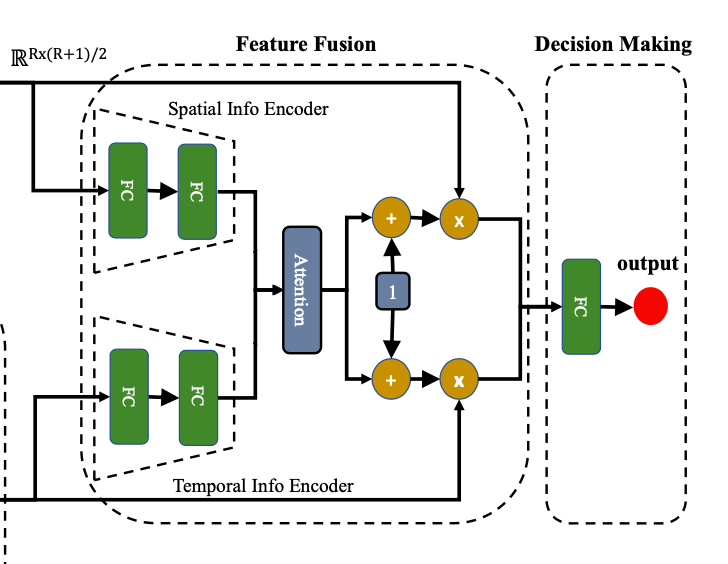 Feature Fusion
Decision Making
ℝRx(R+1)/2
Spatial Info Encoder
FC
FC
Attention
+
x
1
output
FC
FC
FC
+
x
Temporal Info Encoder